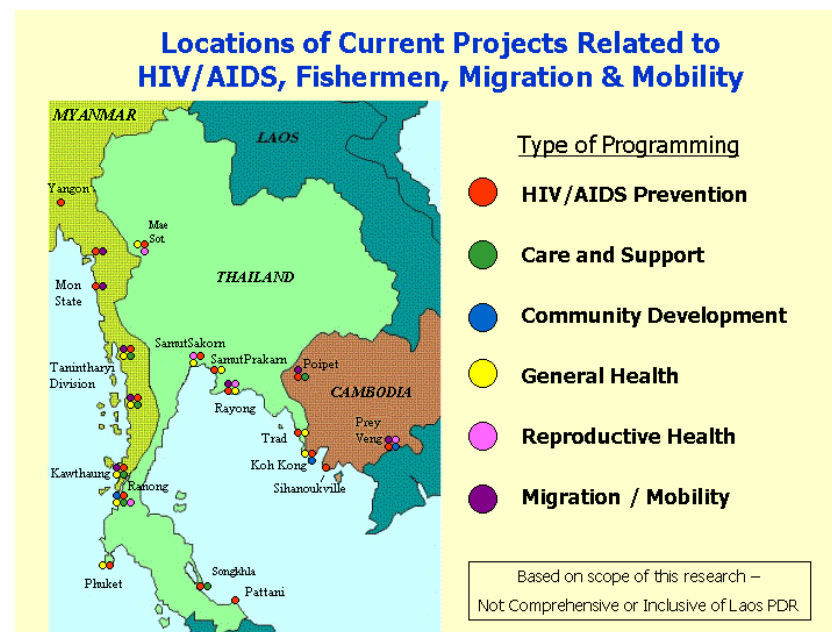 Locations of Current Projects Related to
HIV/AIDS, Fishermen, Migration & Mobility
MYANMAR
LAOS
Yangon
Mae
Sot
THAILAND
Mon
State
SamutSakorn
SamutPrakarn
Poipet
Tanintharyi
Division
CAMBODIA
Rayong
Prey
Veng
Trad
Koh Kong
Sihanoukville
Kawthaung
Ranong
Phuket
Songkhla
Pattani
Type of Programming
HIV/AIDS Prevention
Care and Support
Community Development
General Health
Reproductive Health
Migration / Mobility
Based on scope of this research –
Not Comprehensive or Inclusive of Laos PDR